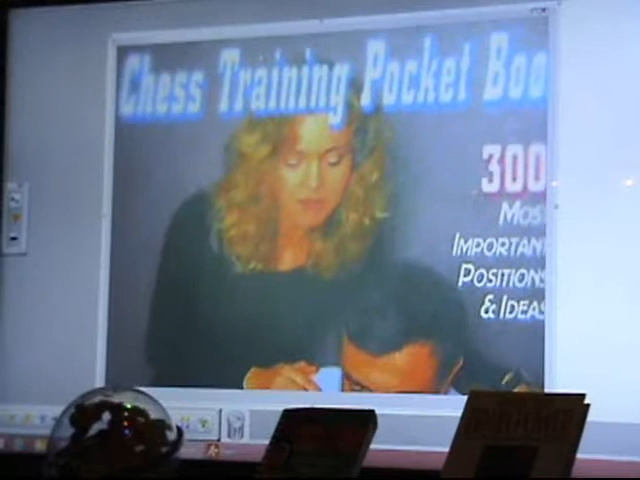 Chess Training Pocket Boo
300
Most
IMPORTANT
POSITIONS
& IDEAS